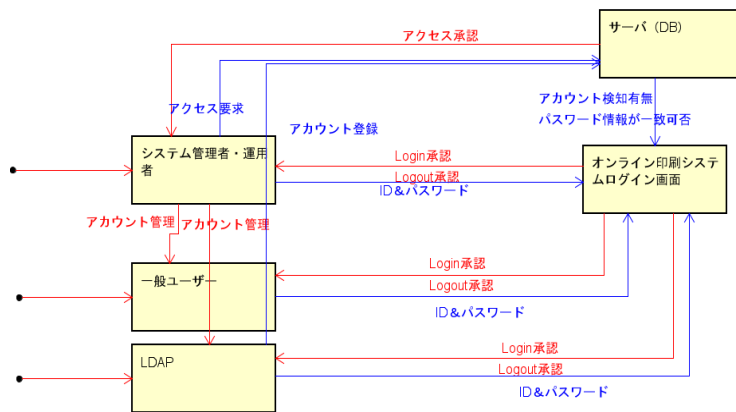 サーバ（DB）
アクセス承認
アクセス要求
アカウント検知有無
パスワード情報が一致可否
アカウント登録
システム管理者・運用
者
Login承認
Logout承認
ID＆パスワード
オンライン印刷システ
ムログイン画面
アカウント管理
アカウント管理
一般ユーザー
Login承認
Logout承認
ID＆パスワード
LDAP
Login承認
Logout承認
ID＆パスワード